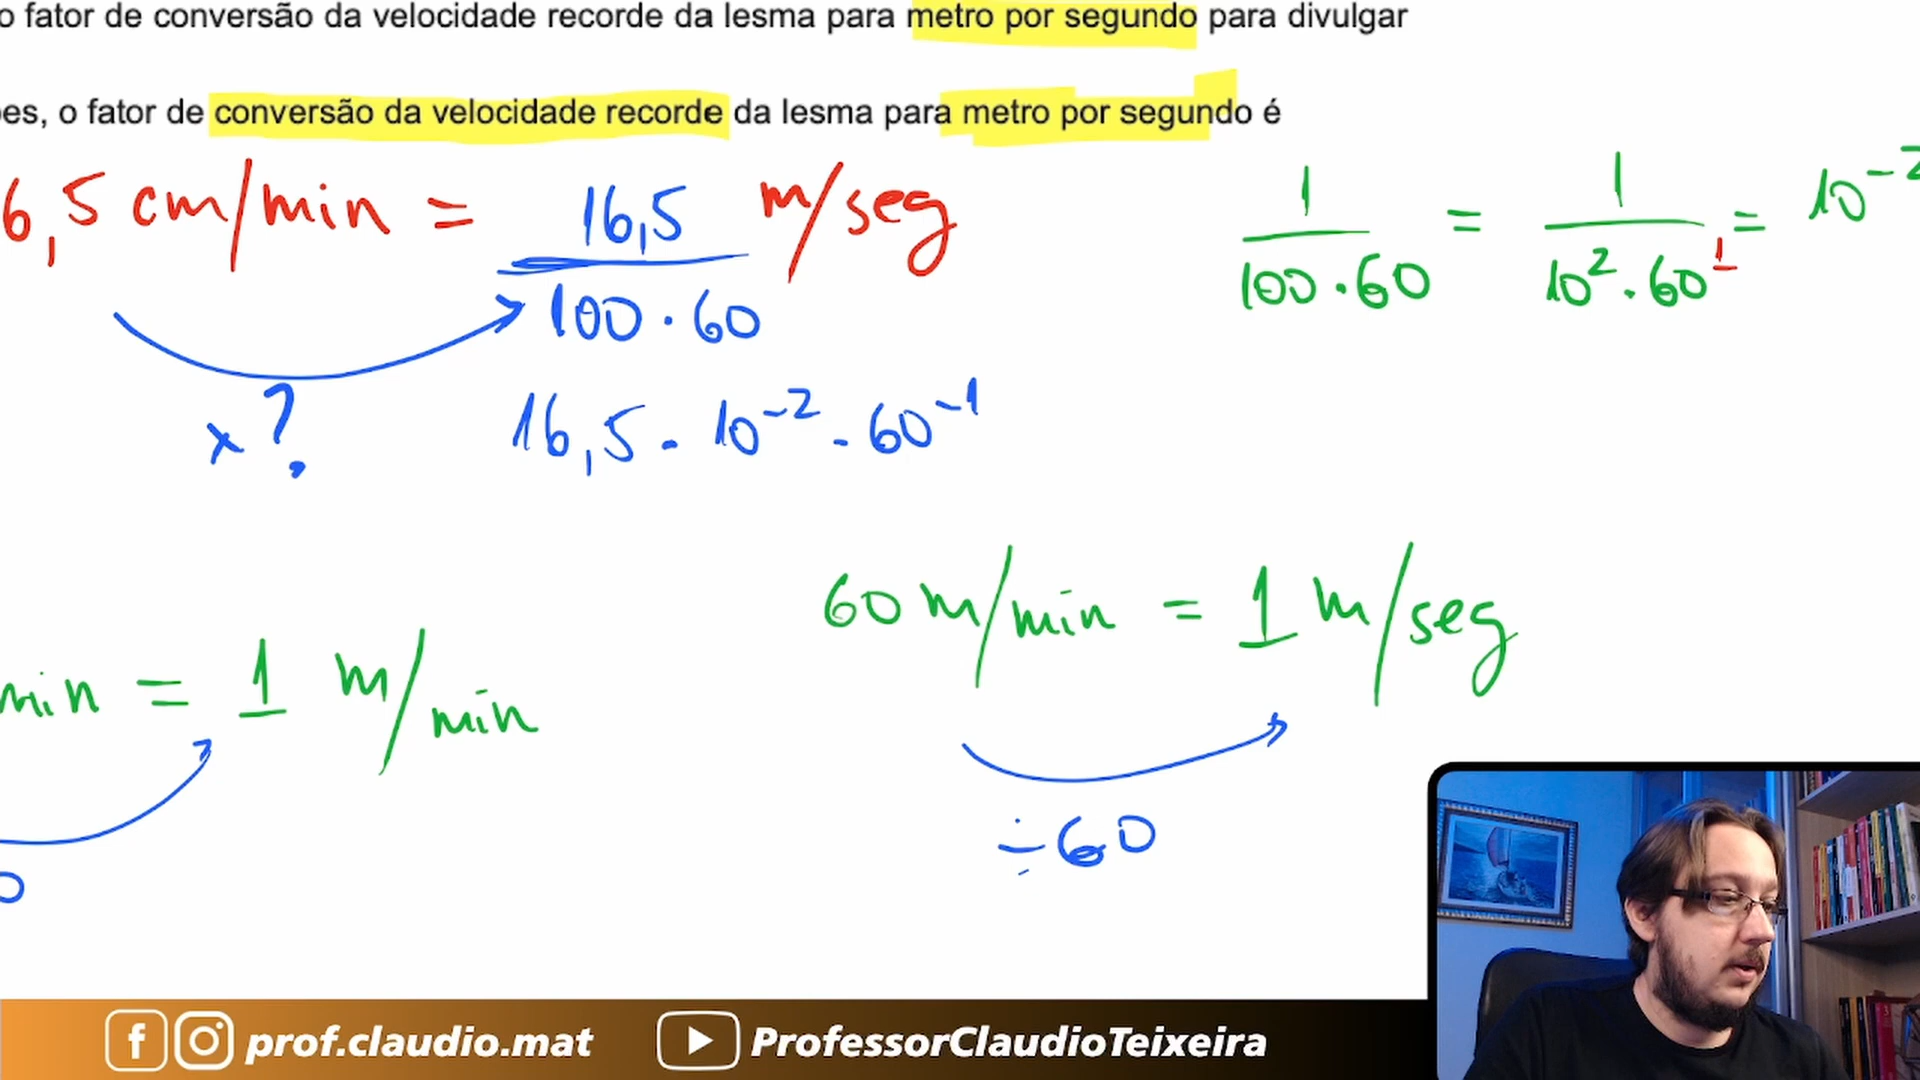 o fator de conversão da velocidade recorde da lesma para metro por segundo para divulgar
es, o fator de conversão da velocidade recorde da lesma para metro por segundo é
6,5 cm/min = 16,5 / 100 · 60 m/seg
x ?
16,5 · 10⁻² · 60⁻¹
1 / 100 · 60 = 1 / 10² · 60¹ = 10⁻²
min = 1 m/min
0
60 m/min = 1 m/seg
÷ 60
prof.claudio.mat ProfessorClaudioTeixeira